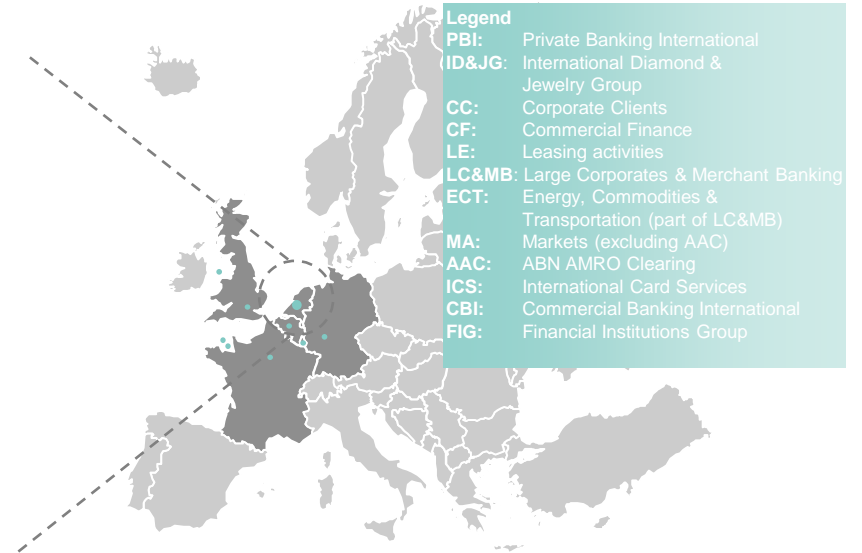 Legend
PBI: Private Banking International
ID&JG: International Diamond &
Jewelry Group
CC: Corporate Clients
CF: Commercial Finance
LE: Leasing activities
LC&MB: Large Corporates & Merchant Banking
ECT: Energy, Commodities &
Transportation (part of LC&MB)
MA: Markets (excluding AAC)
AAC: ABN AMRO Clearing
ICS: International Card Services
CBI: Commercial Banking International
FIG: Financial Institutions Group